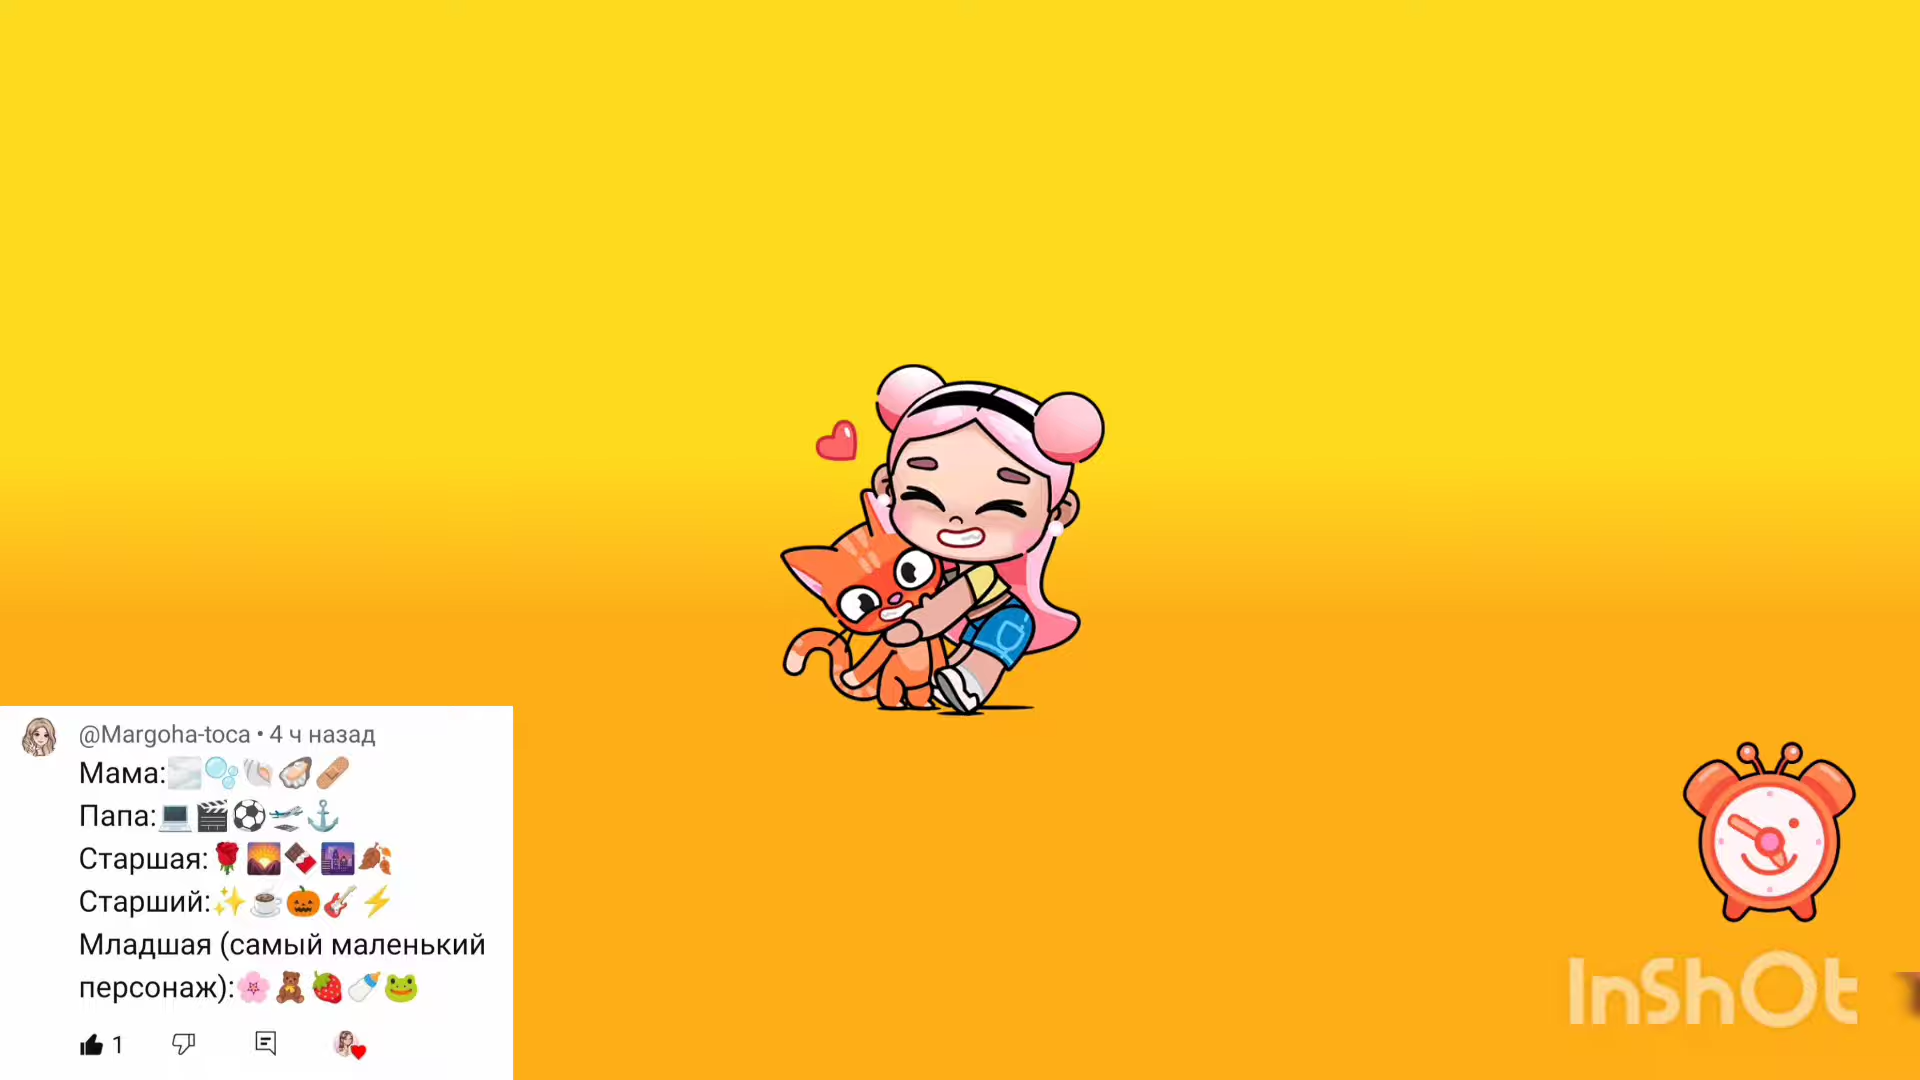 @Margoha-toca • 4 ч назад
Мама:🌫️🫧🐚🦪🩹
Папа:💻🎬⚽🛫⚓
Старшая:🌹🌄🍫🌆🍂
Старший:✨☕🎃🎸⚡
Младшая (самый маленький
персонаж):🌸🧸🍓🍼🐸
1
InShOt